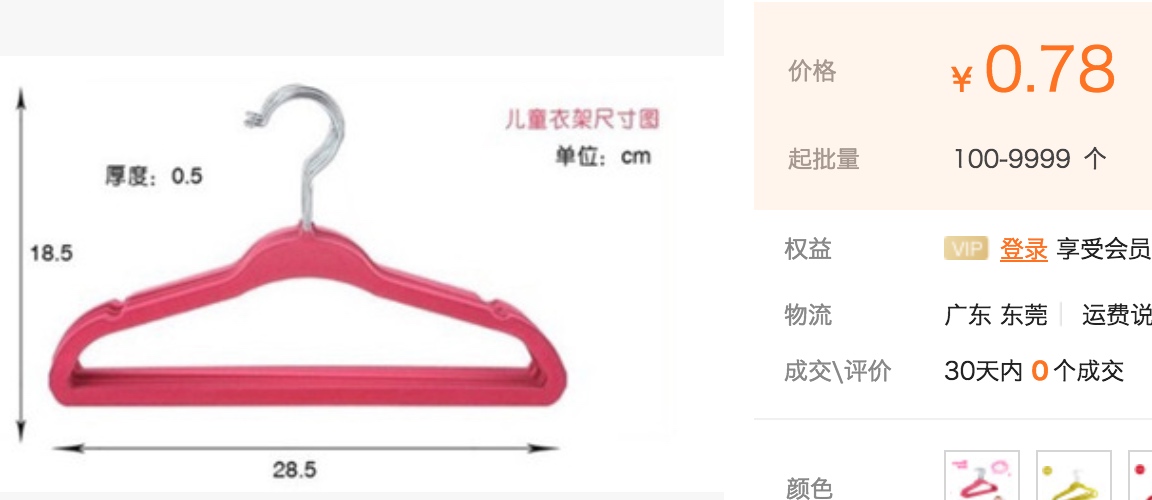 儿童衣架尺寸图
单位：cm
厚度：0.5
18.5
28.5
价格
¥ 0.78
起批量
100-9999 个
权益
VIP 登录 享受会员
物流
广东 东莞 运费说
成交\评价
30天内 0 个成交
颜色